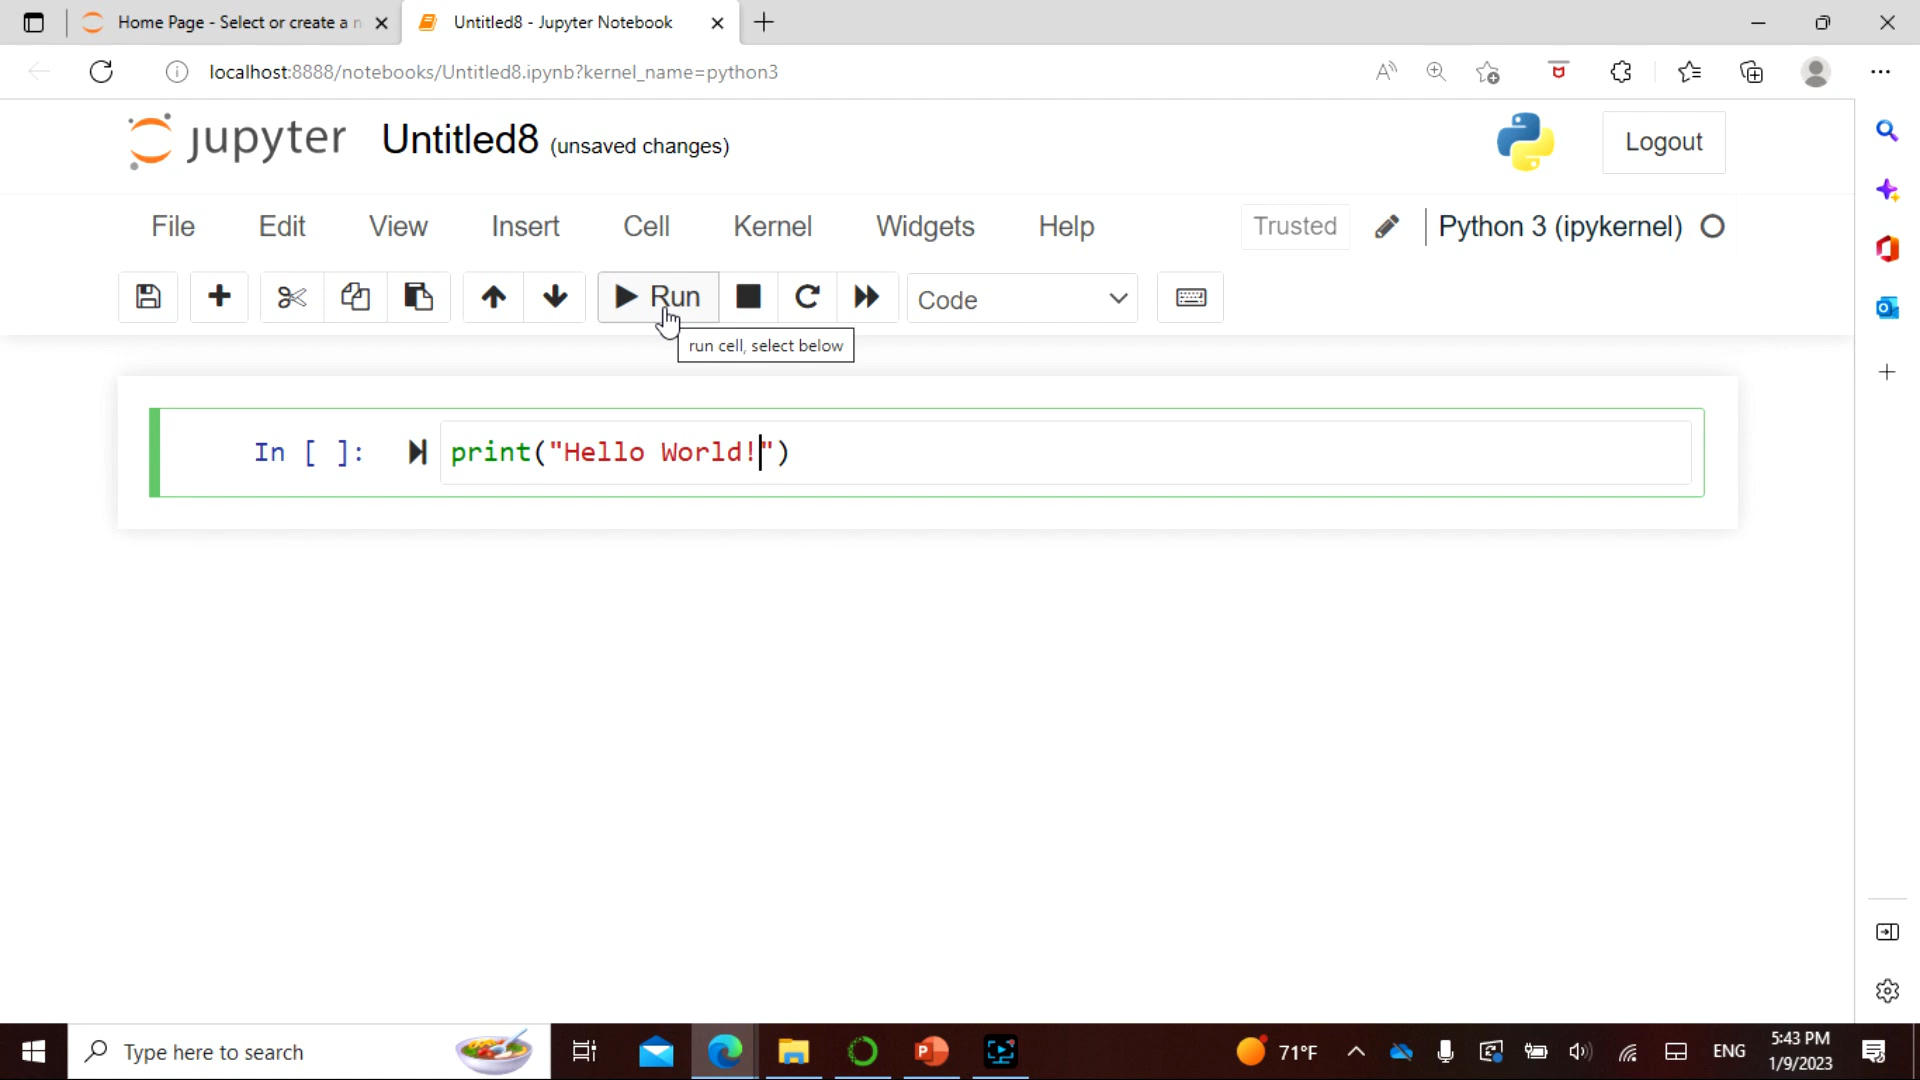 Home Page - Select or create a n
Untitled8 - Jupyter Notebook
localhost:8888/notebooks/Untitled8.ipynb?kernel_name=python3
jupyter Untitled8 (unsaved changes)
Logout
File Edit View Insert Cell Kernel Widgets Help Trusted Python 3 (ipykernel)
Run Code
run cell, select below
In [ ]: print("Hello World!")
Type here to search
71°F
ENG
5:43 PM
1/9/2023